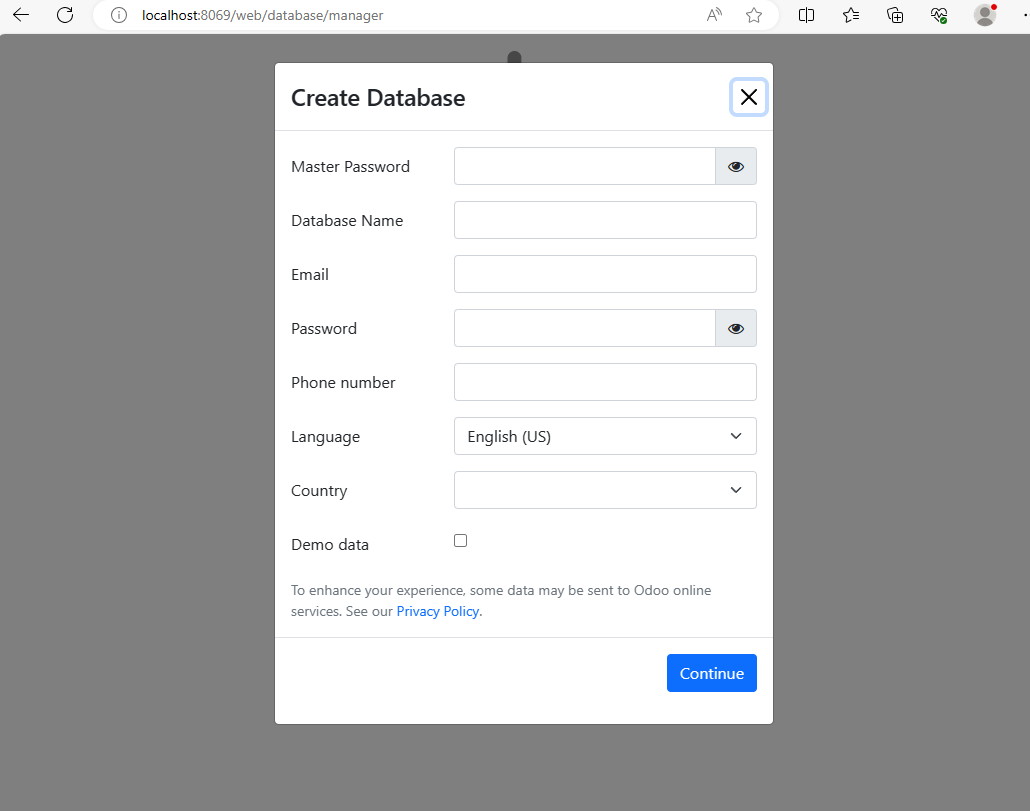 localhost:8069/web/database/manager
Create Database
Master Password
Database Name
Email
Password
Phone number
Language
English (US)
Country
Demo data
To enhance your experience, some data may be sent to Odoo online
services. See our Privacy Policy.
Continue